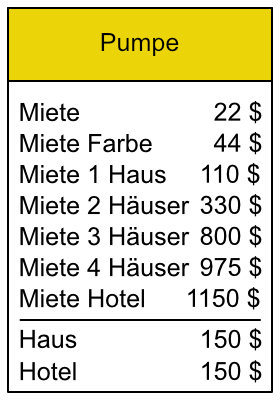 Pumpe
Miete 22 $
Miete Farbe 44 $
Miete 1 Haus 110 $
Miete 2 Häuser 330 $
Miete 3 Häuser 800 $
Miete 4 Häuser 975 $
Miete Hotel 1150 $
Haus 150 $
Hotel 150 $